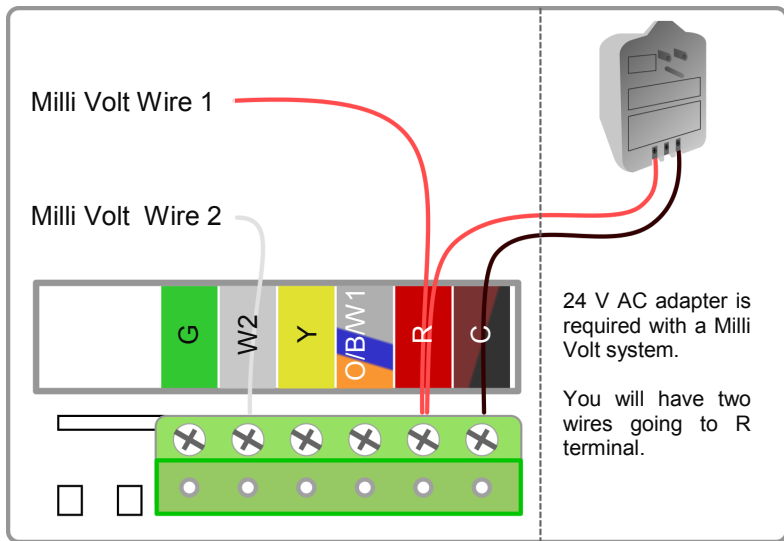 Milli Volt Wire 1
Milli Volt Wire 2
G
W2
Y
O/B/W1
R
C
24 V AC adapter is
required with a Milli
Volt system.
You will have two
wires going to R
terminal.